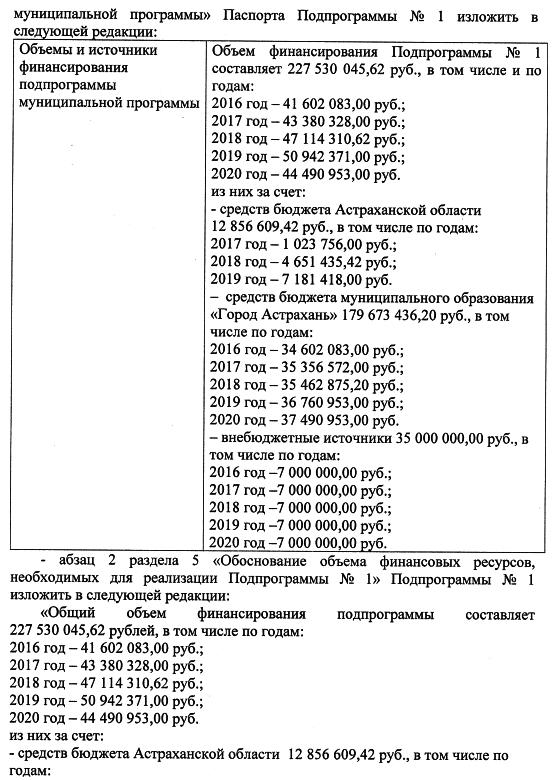 муниципальной программы» Паспорта Подпрограммы № 1 изложить в
следующей редакции:
Объемы и источники
финансирования
подпрограммы
муниципальной программы
Объем финансирования Подпрограммы № 1
составляет 227 530 045,62 руб., в том числе и по
годам:
2016 год – 41 602 083,00 руб.;
2017 год – 43 380 328,00 руб.;
2018 год – 47 114 310,62 руб.;
2019 год – 50 942 371,00 руб.;
2020 год – 44 490 953,00 руб.
из них за счет:
- средств бюджета Астраханской области
12 856 609,42 руб., в том числе по годам:
2017 год – 1 023 756,00 руб.;
2018 год – 4 651 435,42 руб.;
2019 год – 7 181 418,00 руб.
– средств бюджета муниципального образования
«Город Астрахань» 179 673 436,20 руб., в том
числе по годам:
2016 год – 34 602 083,00 руб.;
2017 год – 35 356 572,00 руб.;
2018 год – 35 462 875,20 руб.;
2019 год – 36 760 953,00 руб.;
2020 год – 37 490 953,00 руб.
– внебюджетные источники 35 000 000,00 руб., в
том числе по годам:
2016 год –7 000 000,00 руб.;
2017 год –7 000 000,00 руб.;
2018 год –7 000 000,00 руб.;
2019 год –7 000 000,00 руб.;
2020 год –7 000 000,00 руб.
- абзац 2 раздела 5 «Обоснование объема финансовых ресурсов,
необходимых для реализации Подпрограммы № 1» Подпрограммы № 1
изложить в следующей редакции:
«Общий объем финансирования подпрограммы составляет
227 530 045,62 рублей, в том числе по годам:
2016 год – 41 602 083,00 руб.;
2017 год – 43 380 328,00 руб.;
2018 год – 47 114 310,62 руб.;
2019 год – 50 942 371,00 руб.;
2020 год – 44 490 953,00 руб.
из них за счет:
- средств бюджета Астраханской области 12 856 609,42 руб., в том числе по
годам: